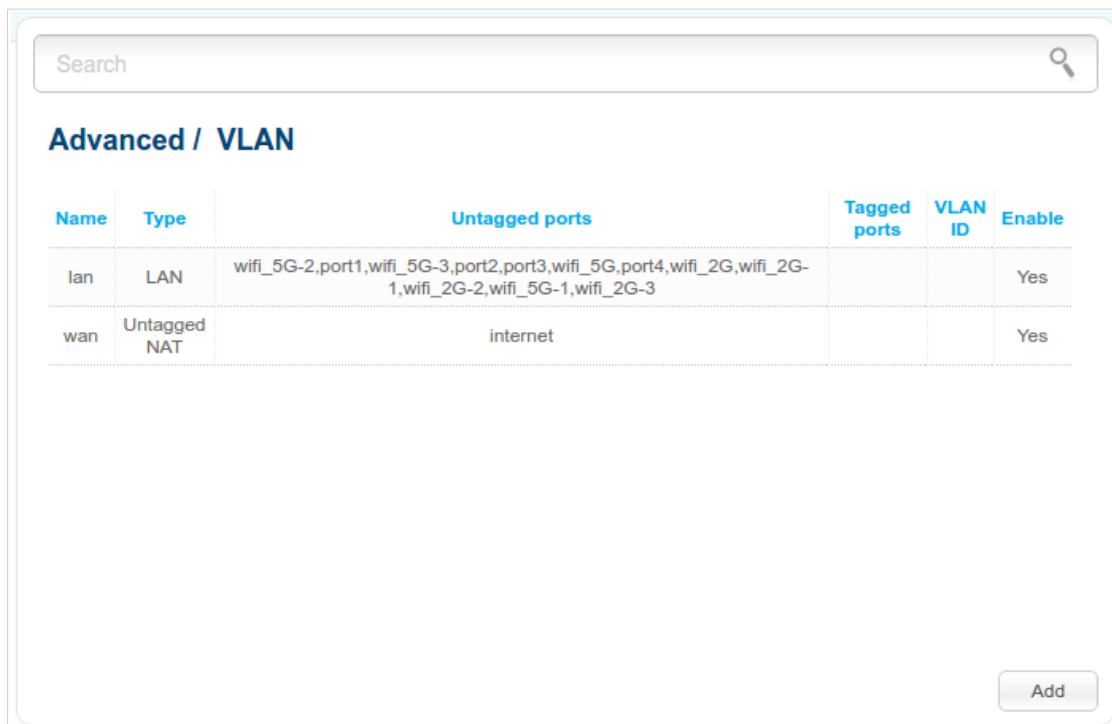 Search
Advanced / VLAN
Name Type Untagged ports Tagged ports VLAN ID Enable
lan LAN wifi_5G-2,port1,wifi_5G-3,port2,port3,wifi_5G,port4,wifi_2G,wifi_2G-
1,wifi_2G-2,wifi_5G-1,wifi_2G-3 Yes
wan Untagged NAT internet Yes
Add